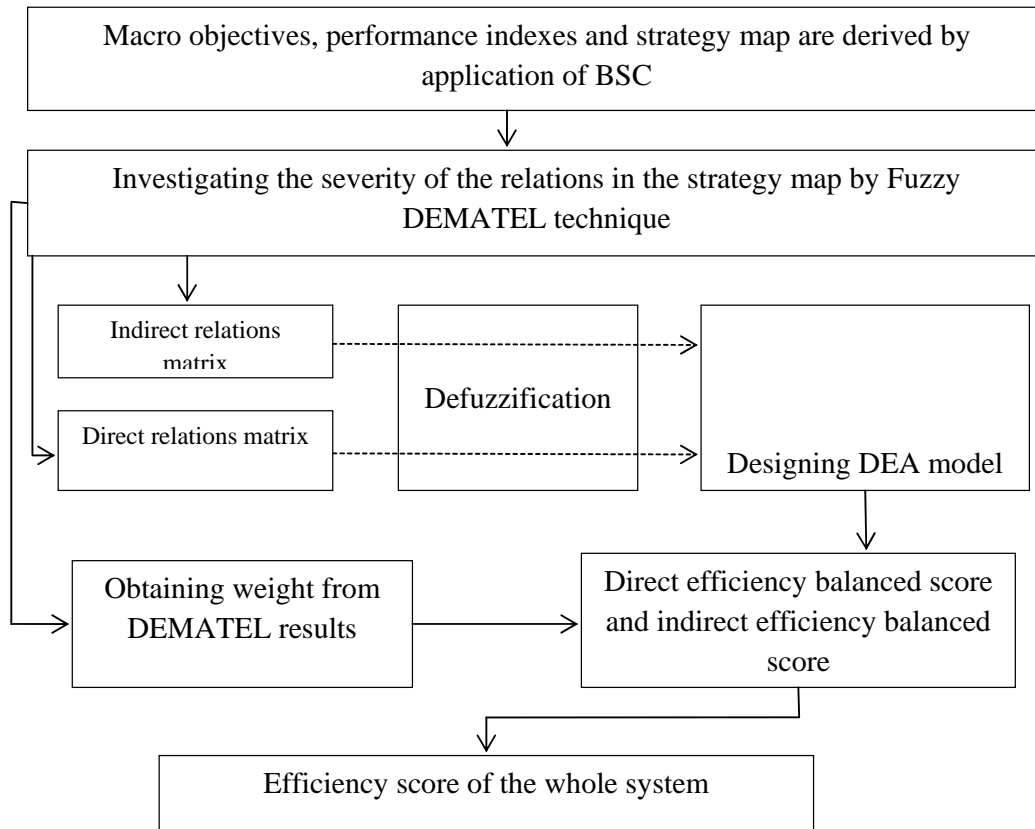 Macro objectives, performance indexes and strategy map are derived by
application of BSC
Investigating the severity of the relations in the strategy map by Fuzzy
DEMATEL technique
Indirect relations
matrix
Defuzzification
Direct relations matrix
Designing DEA model
Obtaining weight from
DEMATEL results
Direct efficiency balanced score
and indirect efficiency balanced
score
Efficiency score of the whole system